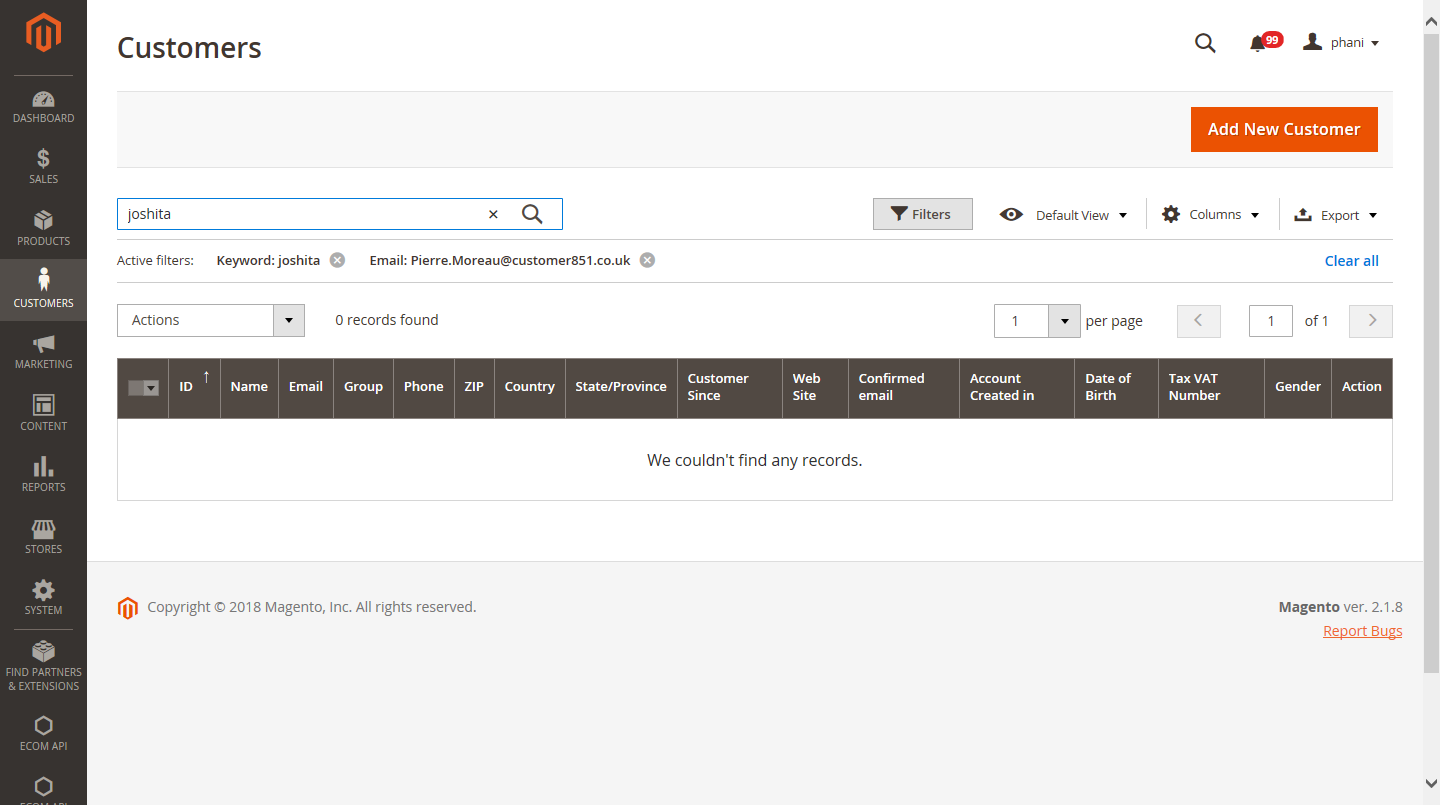 Customers
99
phani
DASHBOARD
SALES
PRODUCTS
CUSTOMERS
MARKETING
CONTENT
REPORTS
STORES
SYSTEM
FIND PARTNERS
& EXTENSIONS
ECOM API
ECOM API
Add New Customer
joshita
Filters
Default View
Columns
Export
Active filters: Keyword: joshita Email: Pierre.Moreau@customer851.co.uk Clear all
Actions
0 records found
1 per page
1 of 1
ID ↑ Name Email Group Phone ZIP Country State/Province Customer Since Web Site Confirmed email Account Created in Date of Birth Tax VAT Number Gender Action
We couldn't find any records.
Copyright © 2018 Magento, Inc. All rights reserved.
Magento ver. 2.1.8
Report Bugs